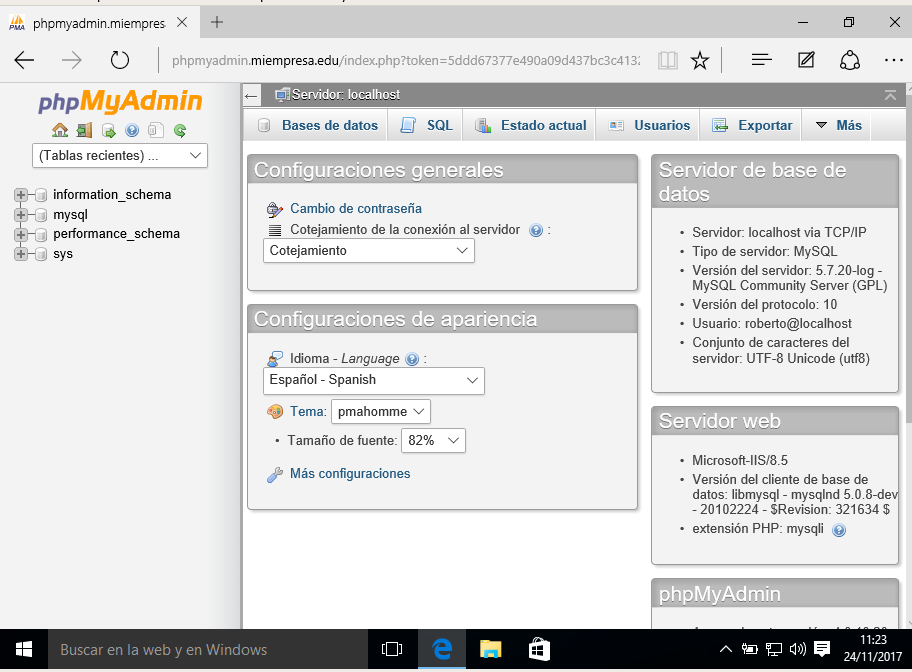 phpmyadmin.miempres
phpmyadmin.miempresa.edu/index.php?token=5ddd67377e490a09d437bc3c4132
phpMyAdmin
(Tablas recientes) ...
information_schema
mysql
performance_schema
sys
Servidor: localhost
Bases de datos SQL Estado actual Usuarios Exportar Más
Configuraciones generales
Cambio de contraseña
Cotejamiento de la conexión al servidor :
Cotejamiento
Configuraciones de apariencia
Idioma - Language :
Español - Spanish
Tema: pmahomme
• Tamaño de fuente: 82%
Más configuraciones
Servidor de base de
datos
• Servidor: localhost via TCP/IP
• Tipo de servidor: MySQL
• Versión del servidor: 5.7.20-log -
MySQL Community Server (GPL)
• Versión del protocolo: 10
• Usuario: roberto@localhost
• Conjunto de caracteres del
servidor: UTF-8 Unicode (utf8)
Servidor web
• Microsoft-IIS/8.5
• Versión del cliente de base de
datos: libmysql - mysqlnd 5.0.8-dev
- 20102224 - $Revision: 321634 $
• extensión PHP: mysqli
phpMyAdmin
Buscar en la web y en Windows
11:23
24/11/2017